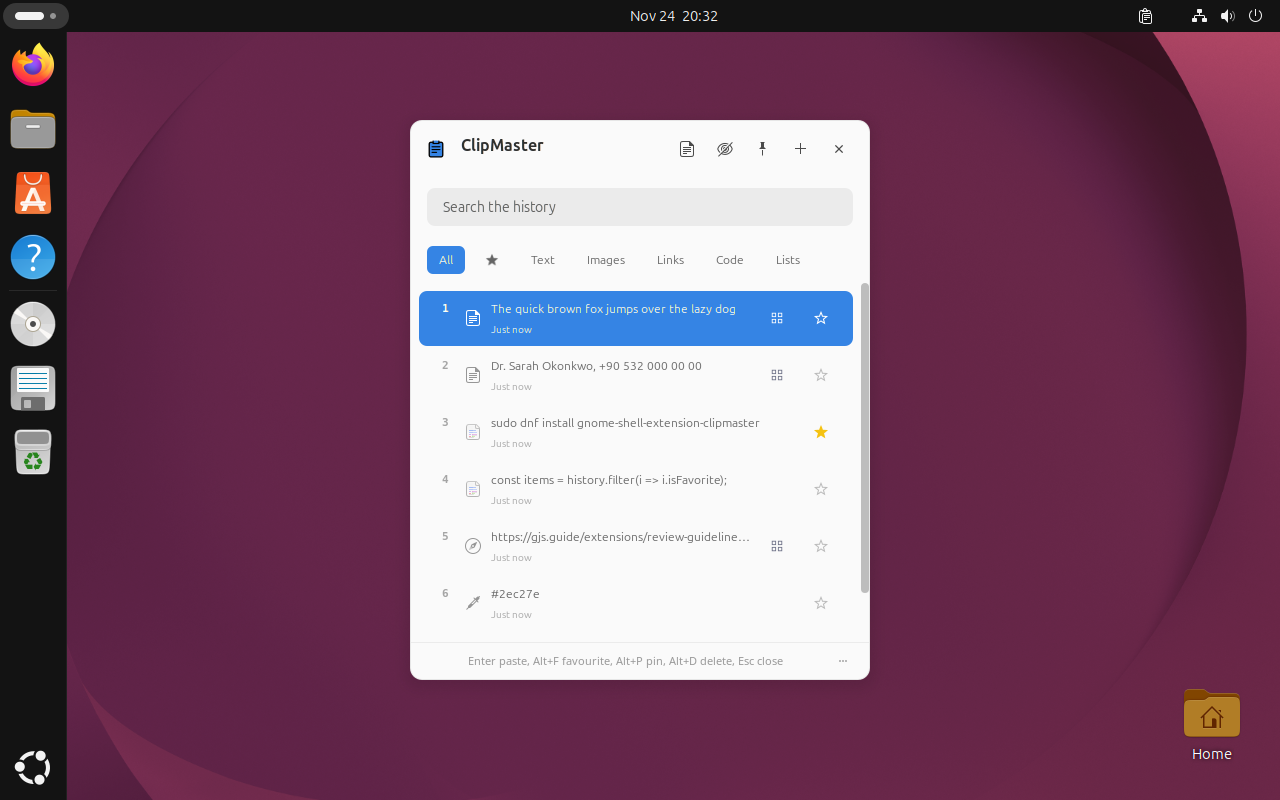 Nov 24 20:32
ClipMaster
Search the history
All
Text
Images
Links
Code
Lists
1
The quick brown fox jumps over the lazy dog
Just now
2
Dr. Sarah Okonkwo, +90 532 000 00 00
Just now
3
sudo dnf install gnome-shell-extension-clipmaster
Just now
4
const items = history.filter(i => i.isFavorite);
Just now
5
https://gjs.guide/extensions/review-guideline…
Just now
6
#2ec27e
Just now
Enter paste, Alt+F favourite, Alt+P pin, Alt+D delete, Esc close
Home